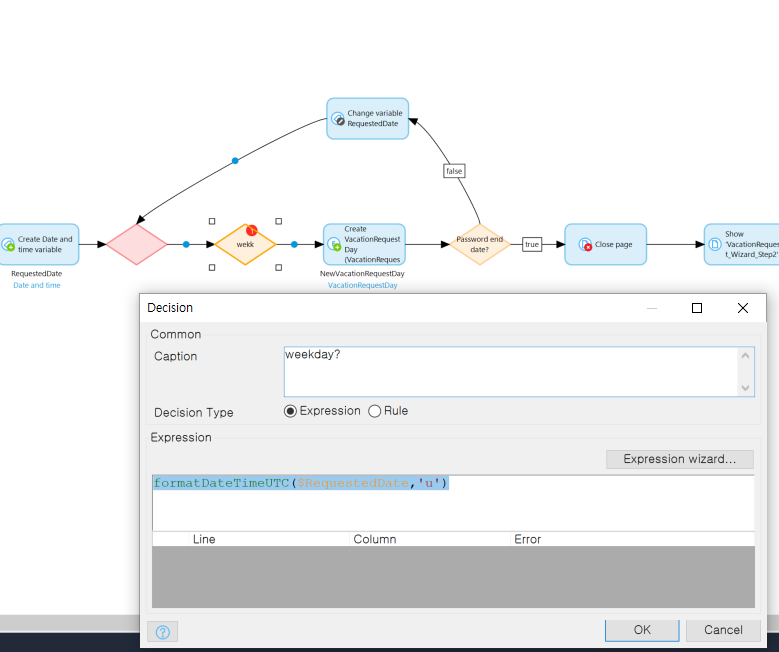 Change variable
RequestedDate
false
Create Date and
time variable
wekk
Create
VacationRequest
Day
(VacationReques
Password end
date?
true
Close page
Show
'VacationReques
t_Wizard_Step2'
RequestedDate
Date and time
NewVacationRequestDay
VacationRequestDay
Decision
Common
Caption
weekday?
Decision Type
Expression
Rule
Expression
Expression wizard...
formatDateTimeUTC($RequestedDate,'u')
Line
Column
Error
?
OK
Cancel